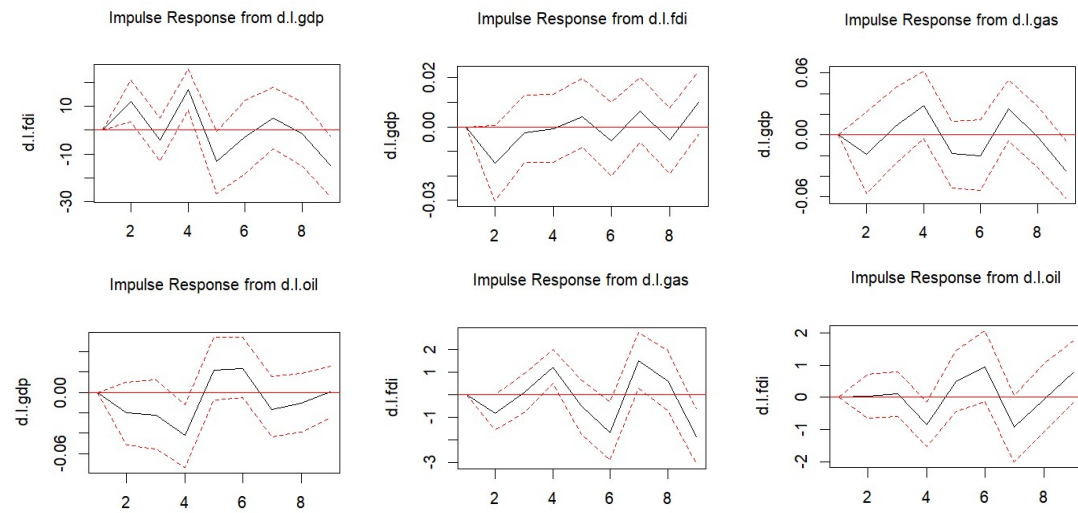 Impulse Response from d.l.gdp
d.l.fdi
10
-10
-30
2 4 6 8
Impulse Response from d.l.fdi
d.l.gdp
0.02
0.00
-0.03
2 4 6 8
Impulse Response from d.l.gas
d.l.gdp
0.06
0.00
-0.06
2 4 6 8
Impulse Response from d.l.oil
d.l.gdp
0.00
-0.06
2 4 6 8
Impulse Response from d.l.gas
d.l.fdi
2
-1
-3
2 4 6 8
Impulse Response from d.l.oil
d.l.fdi
2
1
0
-1
-2
2 4 6 8